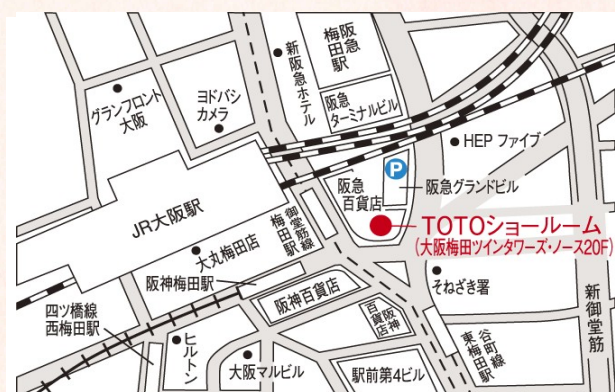 グランフロント
大阪
ヨドバシ
カメラ
新阪急ホテル
阪急
梅田駅
阪急
ターミナルビル
HEP ファイブ
P
阪急
百貨店
阪急グランドビル
TOTOショールーム
(大阪梅田ツインタワーズ・ノース20F)
JR大阪駅
御堂筋線
梅田駅
大丸梅田店
阪神梅田駅
阪神百貨店
阪神
百貨店
そねざき署
新御堂筋
四ツ橋線
西梅田駅
ヒルトン
大阪マルビル
駅前第4ビル
谷町線
東梅田駅